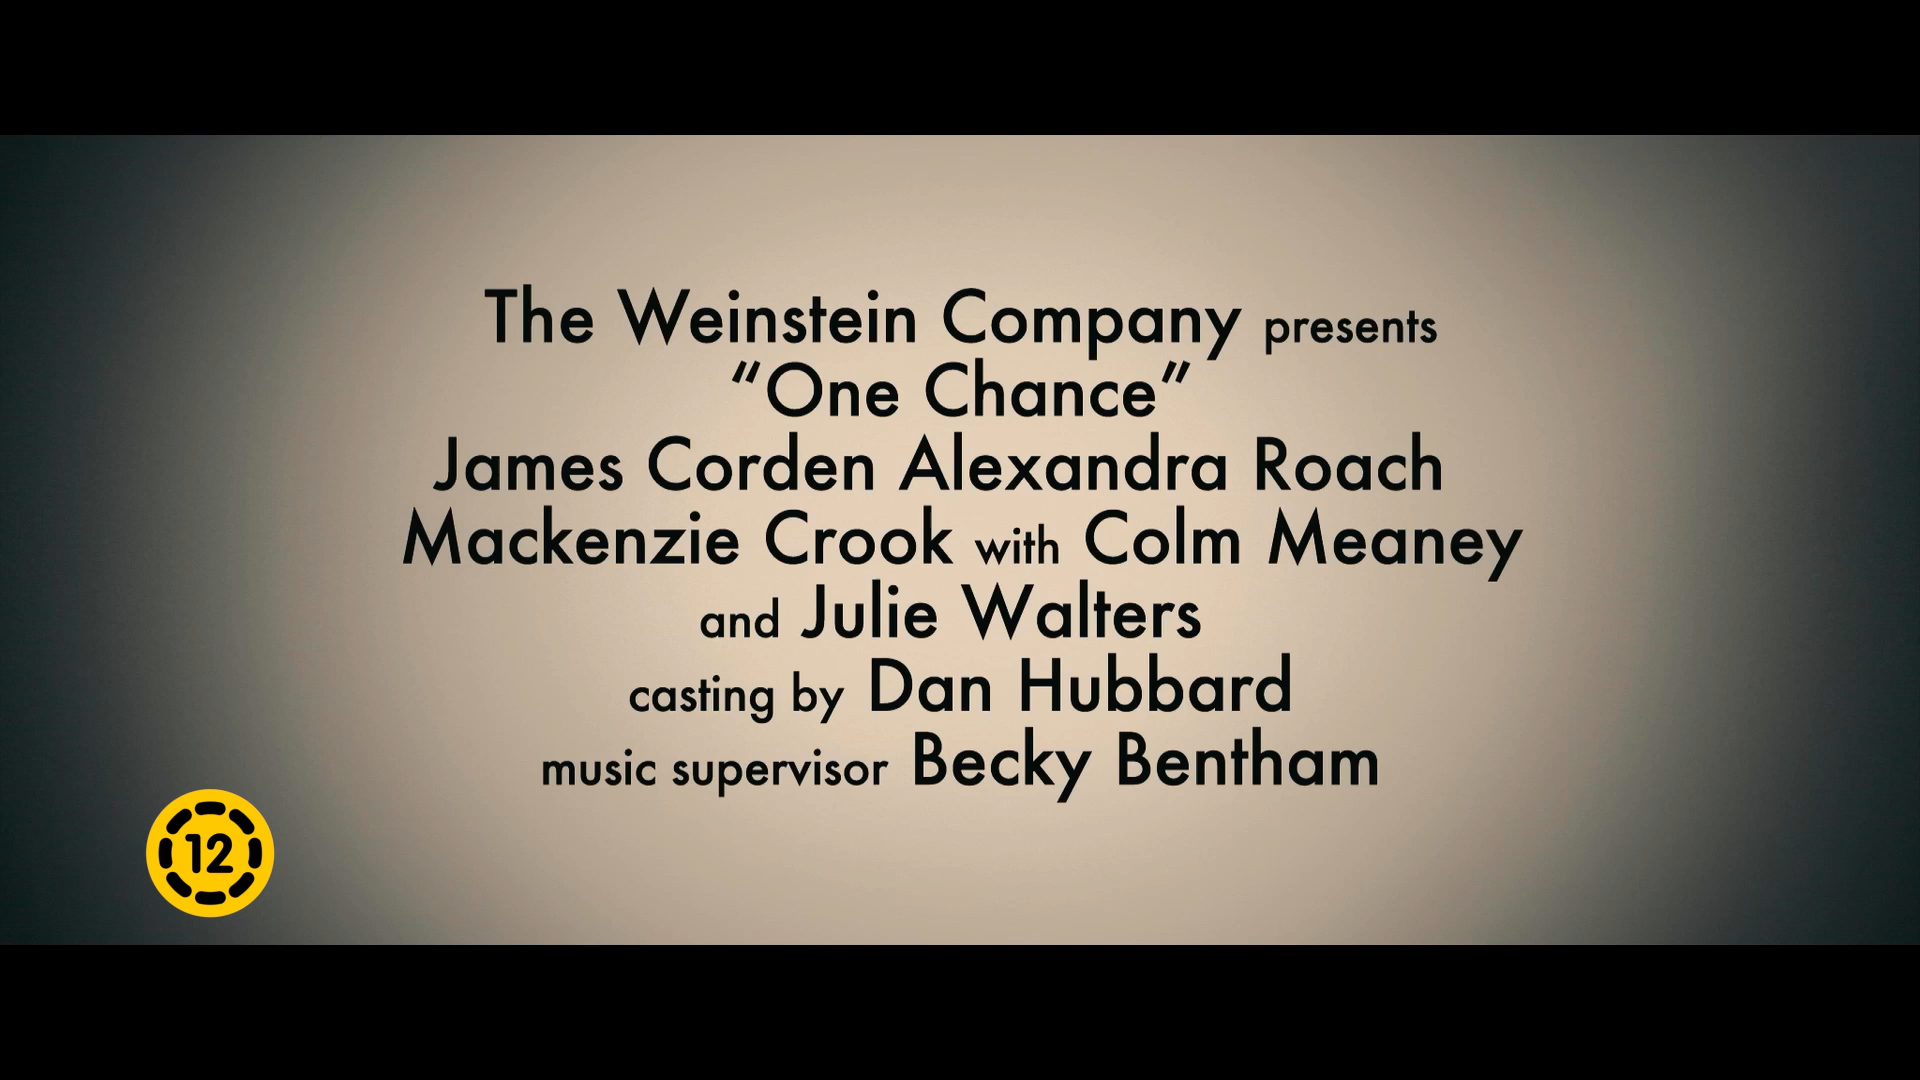 The Weinstein Company presents
“One Chance”
James Corden Alexandra Roach
Mackenzie Crook with Colm Meaney
and Julie Walters
casting by Dan Hubbard
music supervisor Becky Bentham
12